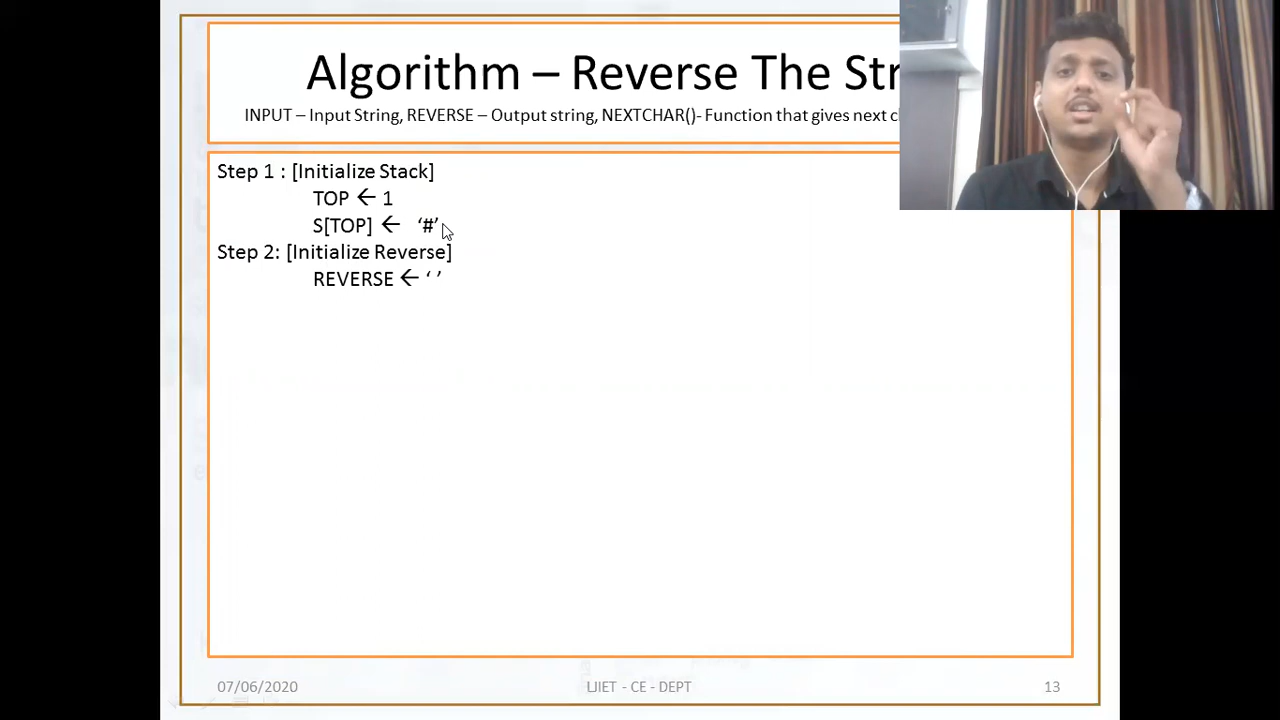 Algorithm – Reverse The Str
INPUT – Input String, REVERSE – Output string, NEXTCHAR()- Function that gives next c
Step 1 : [Initialize Stack]
TOP ← 1
S[TOP] ← ‘#’
Step 2: [Initialize Reverse]
REVERSE ← ‘ ’
07/06/2020
LJIET - CE - DEPT
13